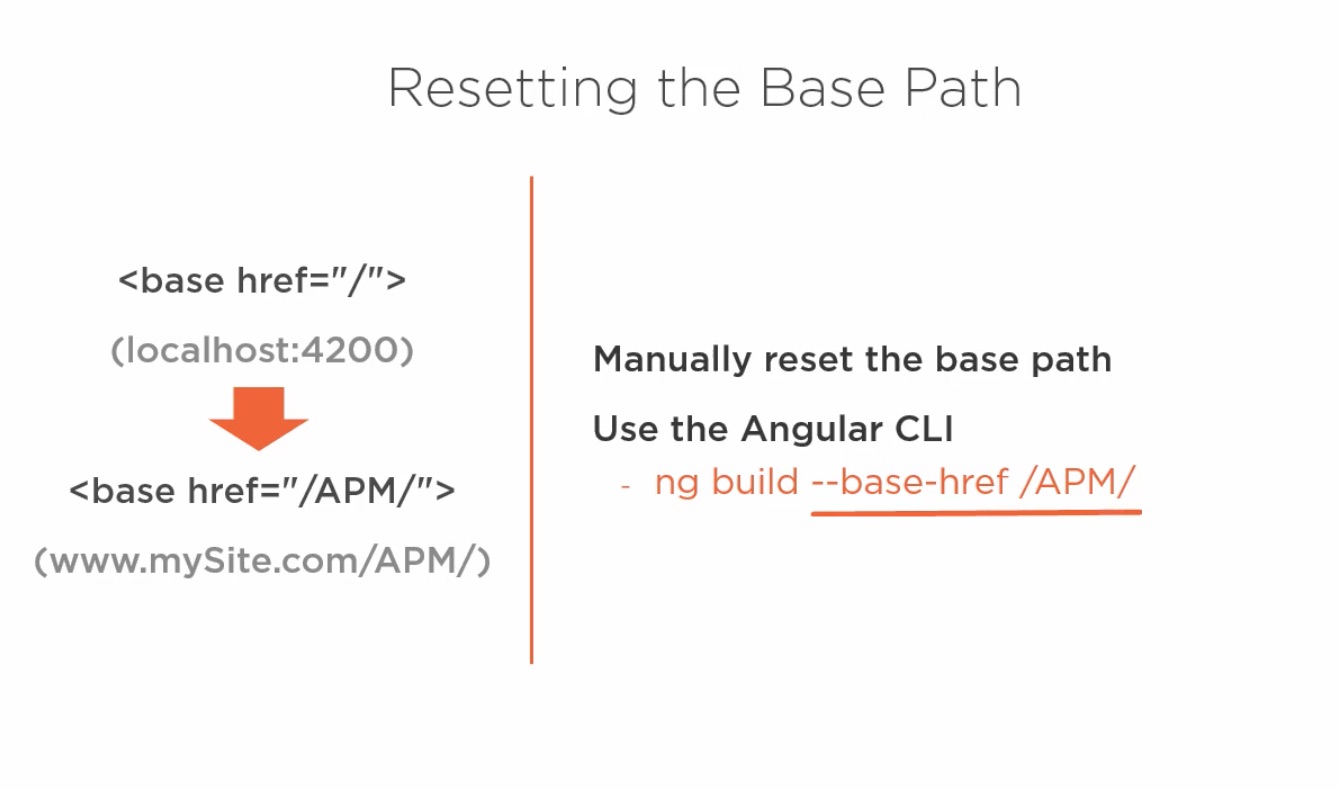 Resetting the Base Path
<base href="/">
(localhost:4200)
<base href="/APM/">
(www.mySite.com/APM/)
Manually reset the base path
Use the Angular CLI
- ng build --base-href /APM/